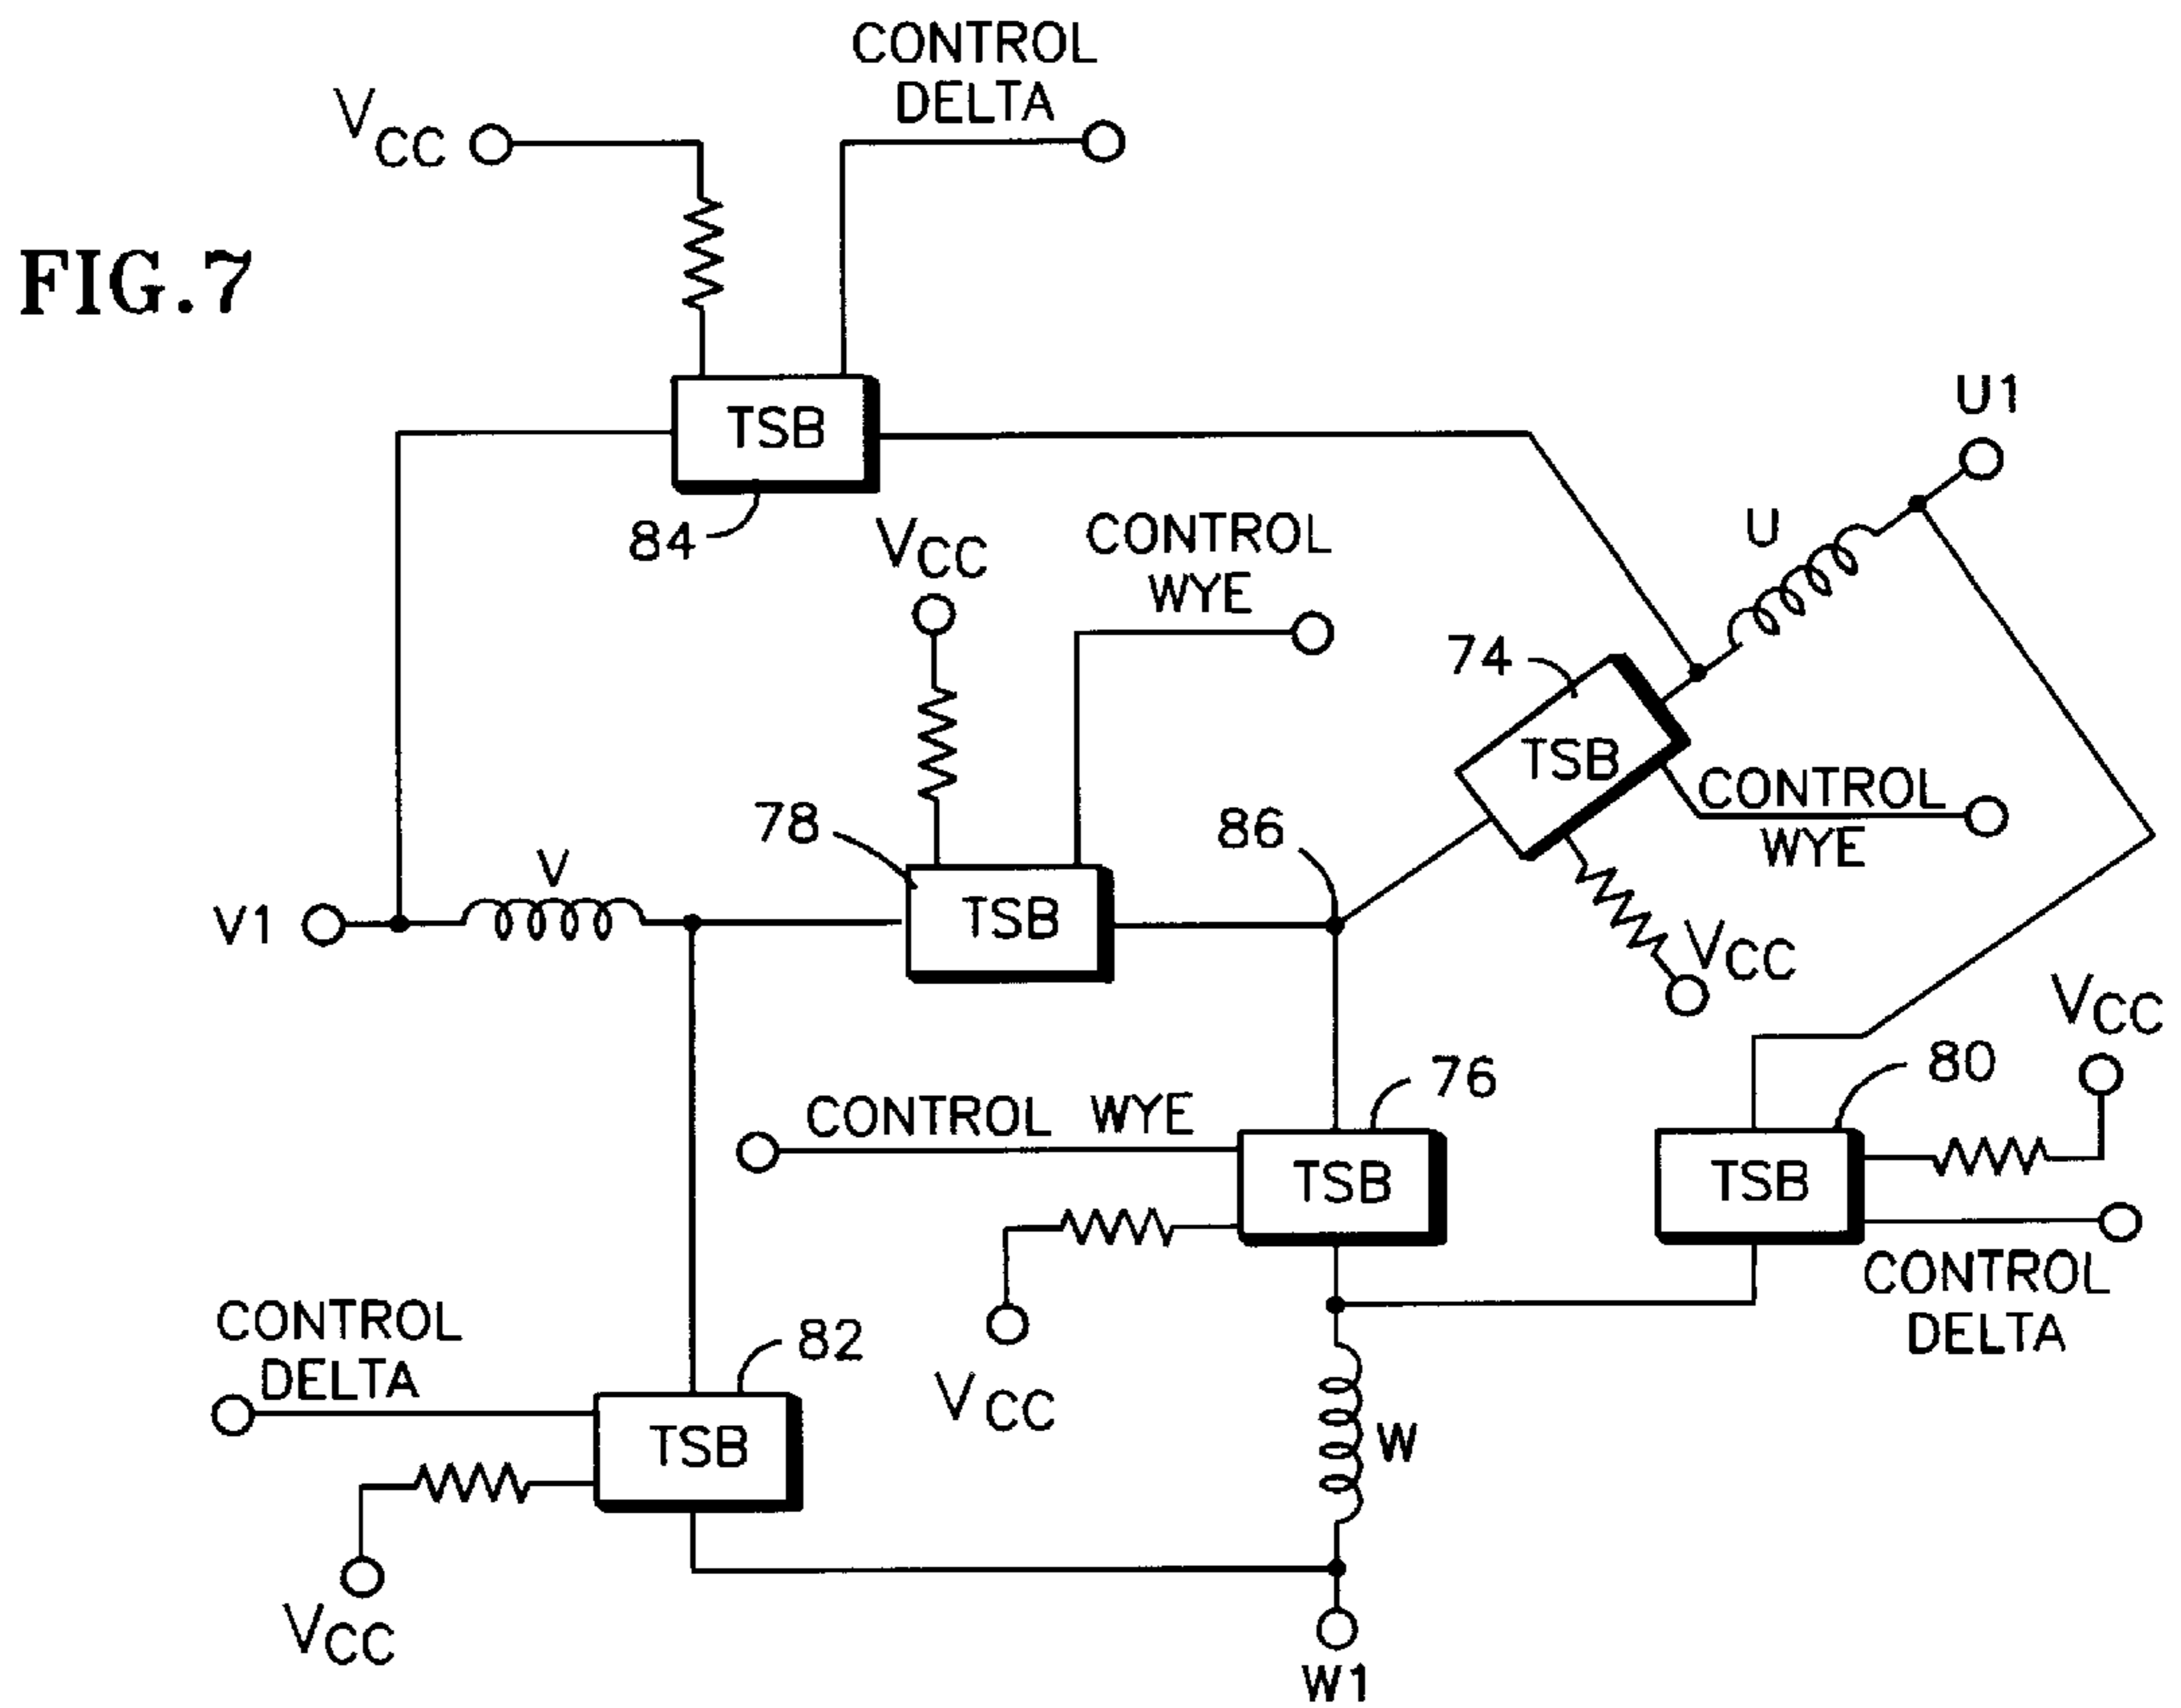 CONTROL
DELTA
VCC
FIG.7
TSB
84
U1
U
VCC
CONTROL
WYE
74
TSB
CONTROL
WYE
VCC
78
86
V
V1
TSB
VCC
76
80
CONTROL WYE
TSB
TSB
CONTROL
DELTA
VCC
CONTROL
DELTA
82
TSB
W
VCC
W1